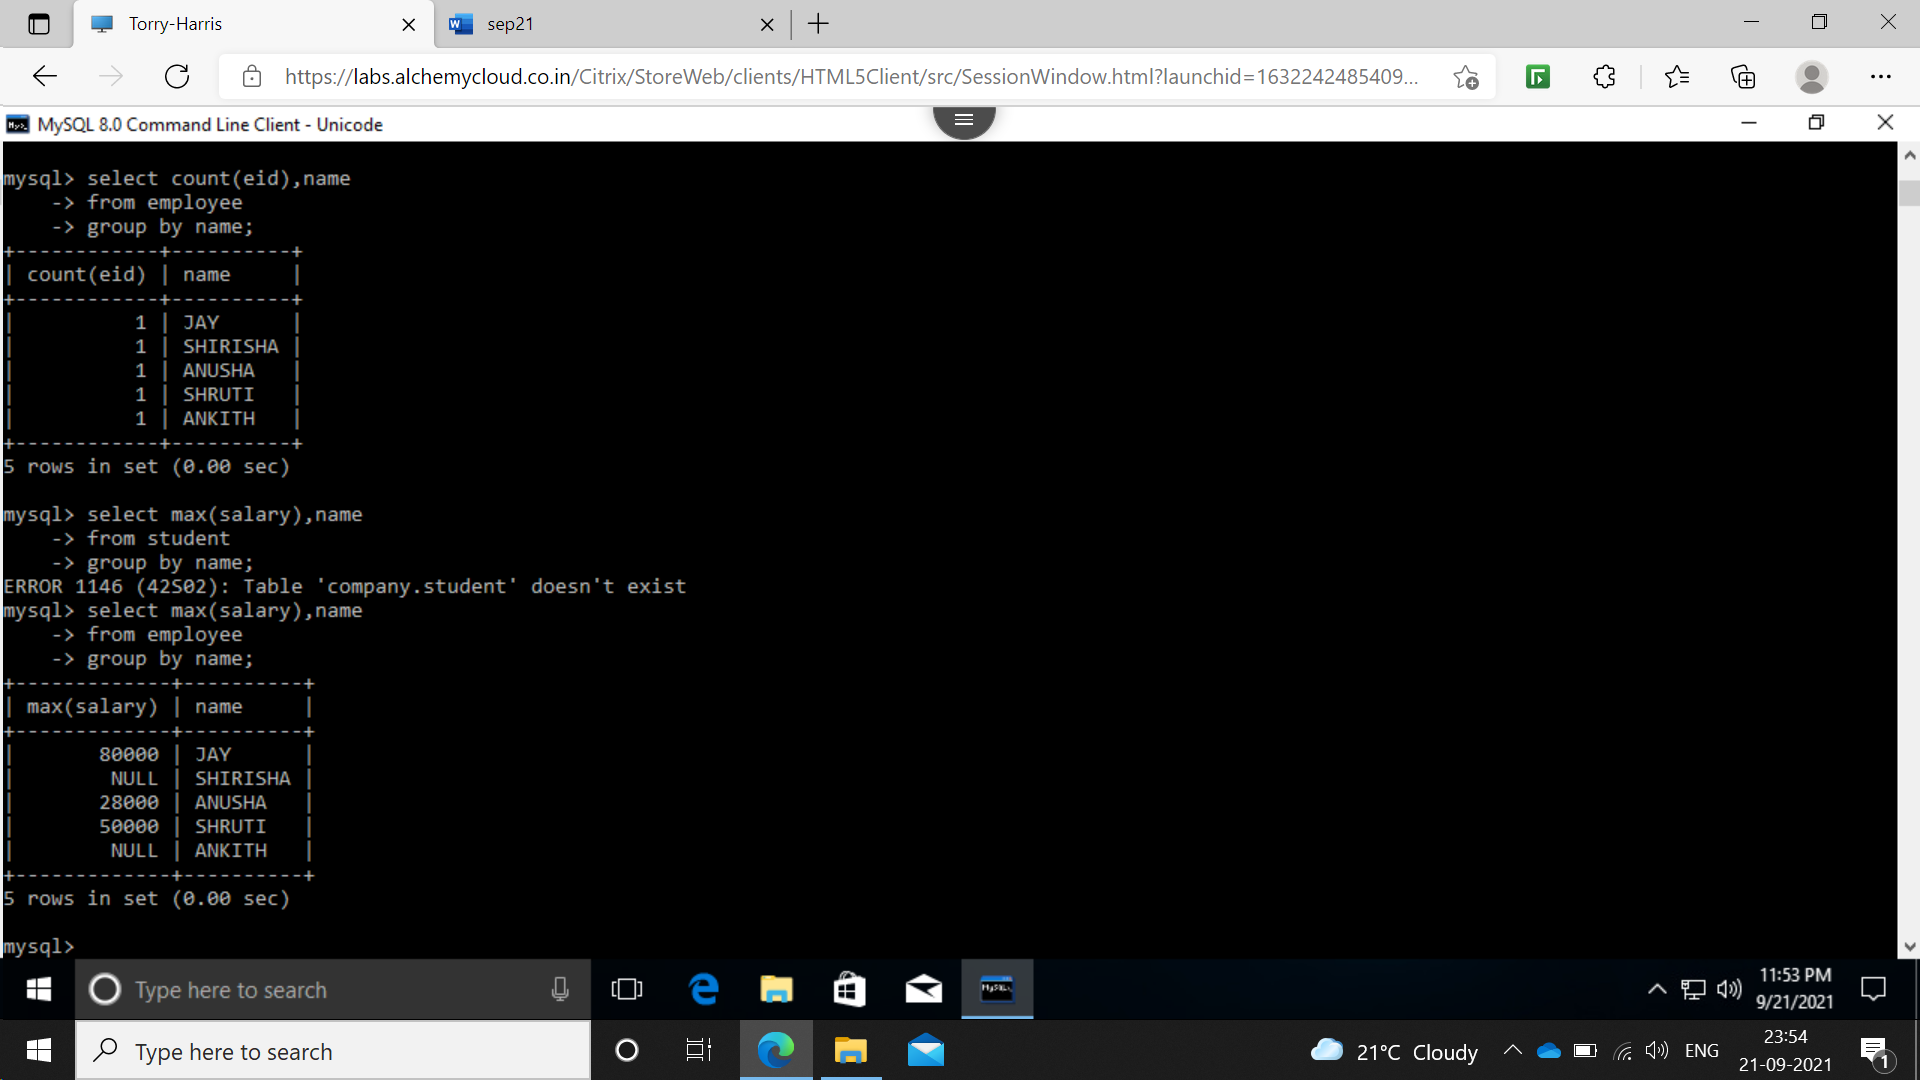 Torry-Harris
sep21
https://labs.alchemycloud.co.in/Citrix/StoreWeb/clients/HTML5Client/src/SessionWindow.html?launchid=1632242485409...
MySQL 8.0 Command Line Client - Unicode
mysql> select count(eid),name
    -> from employee
    -> group by name;
+------------+----------+
| count(eid) | name     |
+------------+----------+
|          1 | JAY      |
|          1 | SHIRISHA |
|          1 | ANUSHA   |
|          1 | SHRUTI   |
|          1 | ANKITH   |
+------------+----------+
5 rows in set (0.00 sec)
mysql> select max(salary),name
    -> from student
    -> group by name;
ERROR 1146 (42S02): Table 'company.student' doesn't exist
mysql> select max(salary),name
    -> from employee
    -> group by name;
+-------------+----------+
| max(salary) | name     |
+-------------+----------+
|       80000 | JAY      |
|        NULL | SHIRISHA |
|       28000 | ANUSHA   |
|       50000 | SHRUTI   |
|        NULL | ANKITH   |
+-------------+----------+
5 rows in set (0.00 sec)
mysql>
Type here to search
11:53 PM
9/21/2021
Type here to search
21°C Cloudy
ENG
23:54
21-09-2021
1